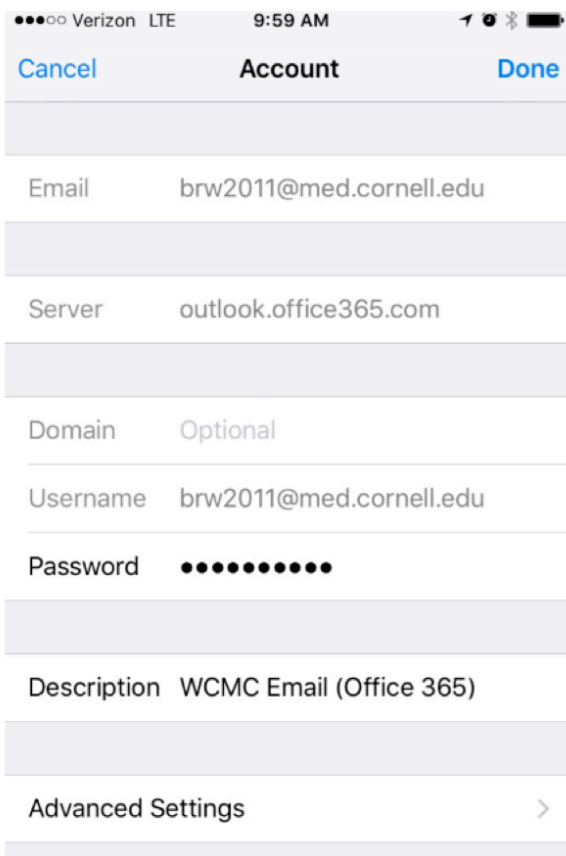 Verizon LTE 9:59 AM
Cancel Account Done
Email brw2011@med.cornell.edu
Server outlook.office365.com
Domain Optional
Username brw2011@med.cornell.edu
Password ●●●●●●●●●●
Description WCMC Email (Office 365)
Advanced Settings